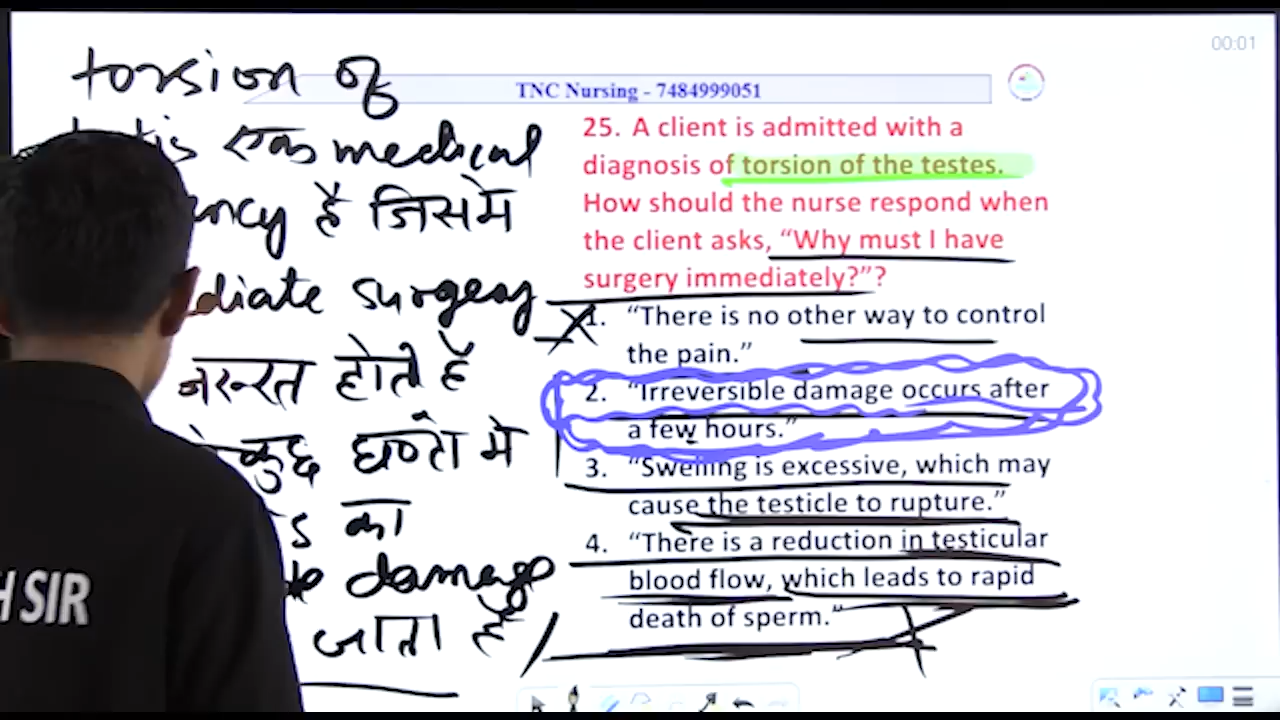 00:01
TNC Nursing - 7484999051
torsion of
एक medical
है जिसमें
surgery
जरूरत होती है
कुछ घण्टो में
का
damage
जाता है
25. A client is admitted with a
diagnosis of torsion of the testes.
How should the nurse respond when
the client asks, “Why must I have
surgery immediately?”?
1. “There is no other way to control
the pain.”
2. “Irreversible damage occurs after
a few hours.”
3. “Swelling is excessive, which may
cause the testicle to rupture.”
4. “There is a reduction in testicular
blood flow, which leads to rapid
death of sperm.”
H SIR